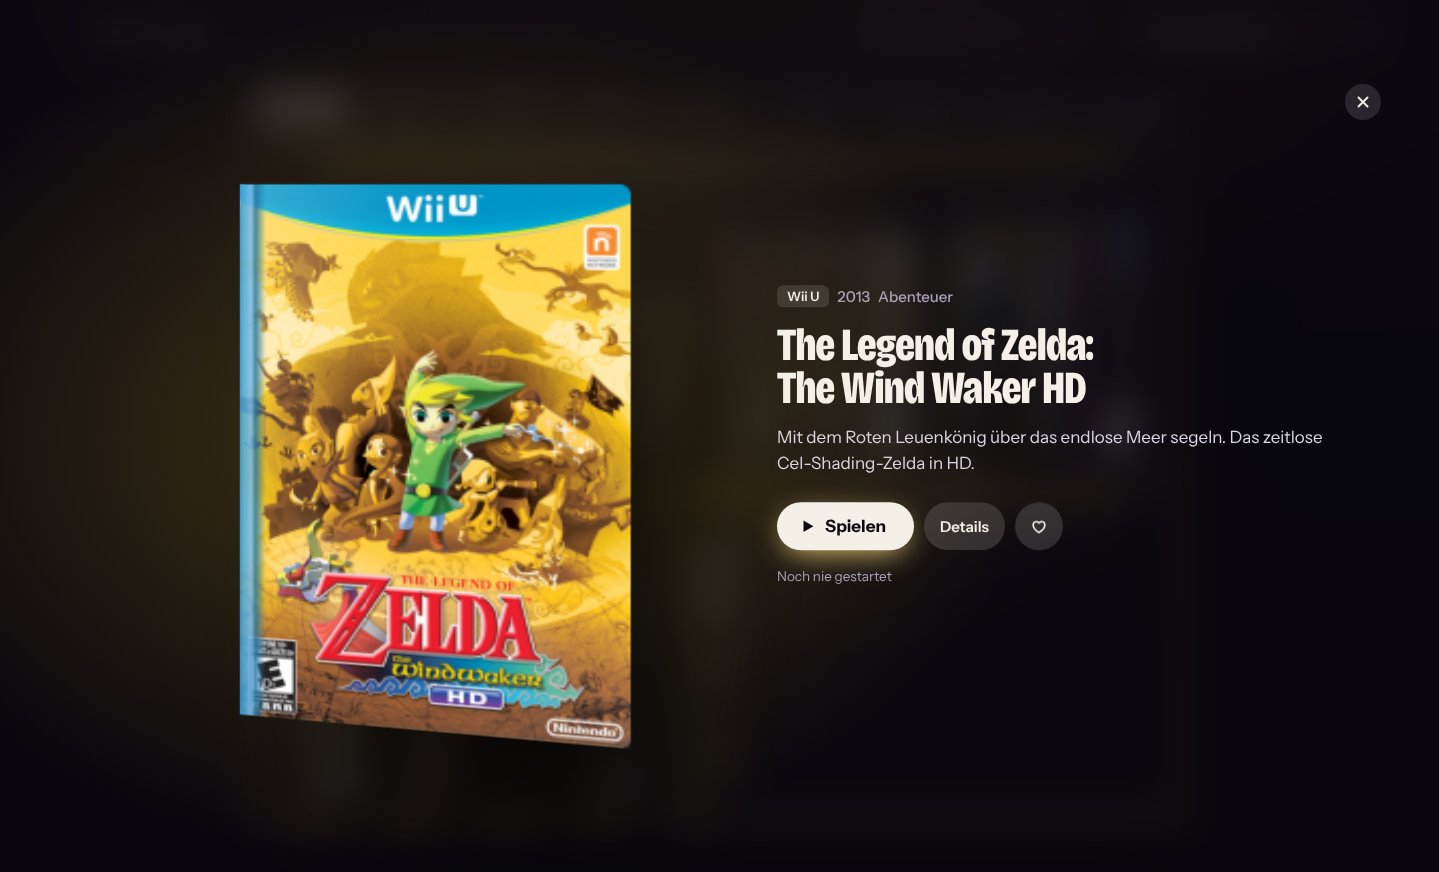 Wii U
Nintendo
THE LEGEND OF
ZELDA
the
Wind Waker
HD
Nintendo
Wii U 2013 Abenteuer
The Legend of Zelda:
The Wind Waker HD
Mit dem Roten Leuenkönig über das endlose Meer segeln. Das zeitlose
Cel-Shading-Zelda in HD.
Spielen
Details
Noch nie gestartet